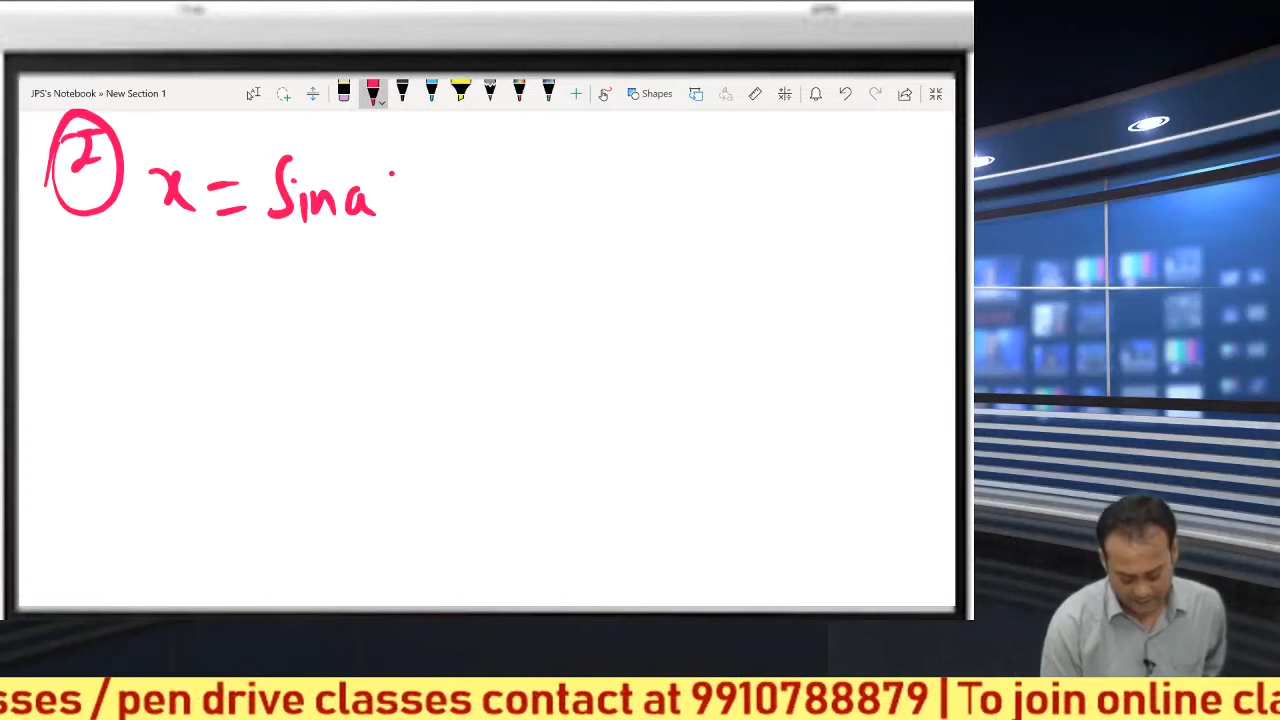 JPS's Notebook » New Section 1
Shapes
② x = Sina
sses / pen drive classes contact at 9910788879 | To join online cla